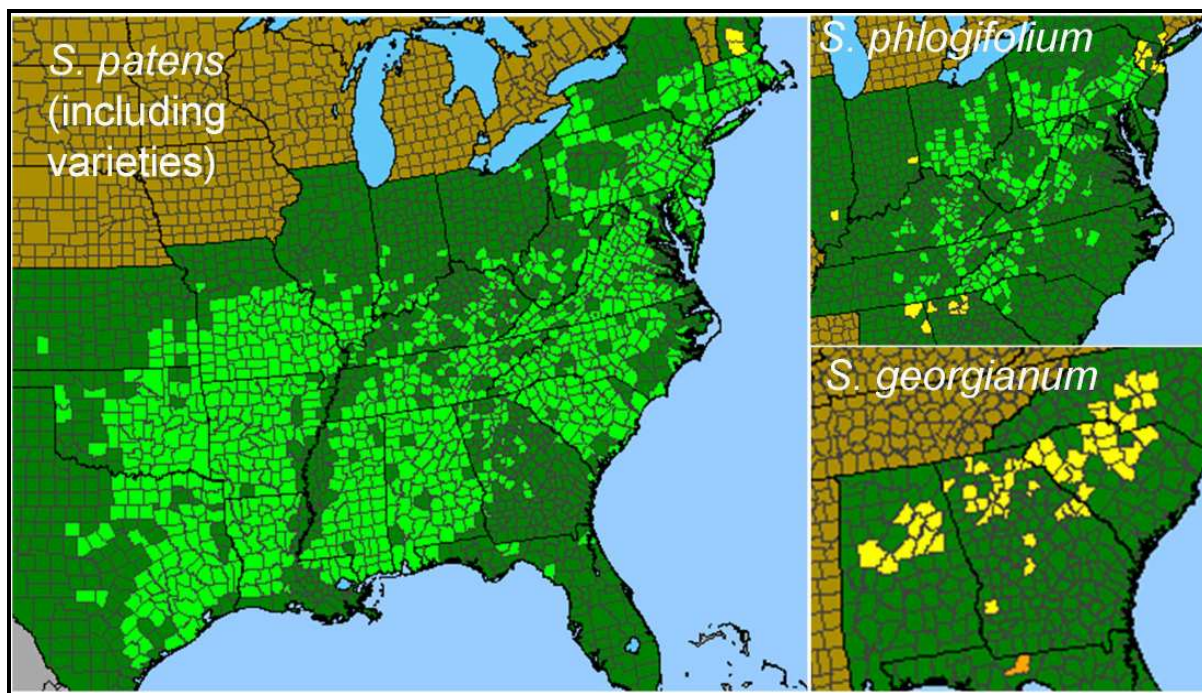 S. patens
(including
varieties)
S. phlogifolium
S. georgianum